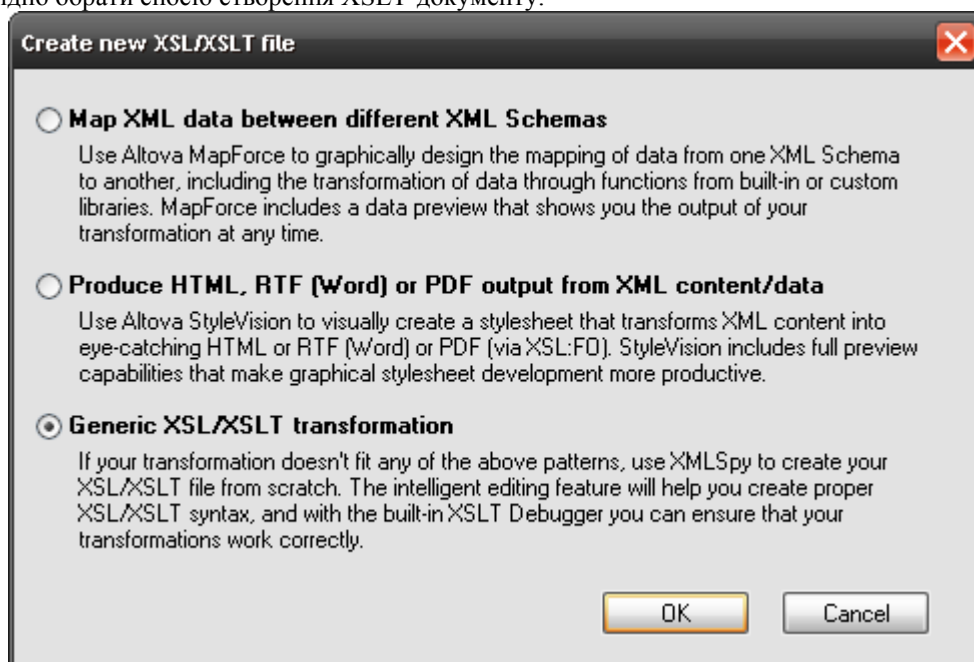 обрати спосіб створення XSLT документу:
Create new XSL/XSLT file
Map XML data between different XML Schemas
Use Altova MapForce to graphically design the mapping of data from one XML Schema
to another, including the transformation of data through functions from built-in or custom
libraries. MapForce includes a data preview that shows you the output of your
transformation at any time.
Produce HTML, RTF (Word) or PDF output from XML content/data
Use Altova StyleVision to visually create a stylesheet that transforms XML content into
eye-catching HTML or RTF (Word) or PDF (via XSL:FO). StyleVision includes full preview
capabilities that make graphical stylesheet development more productive.
Generic XSL/XSLT transformation
If your transformation doesn't fit any of the above patterns, use XMLSpy to create your
XSL/XSLT file from scratch. The intelligent editing feature will help you create proper
XSL/XSLT syntax, and with the built-in XSLT Debugger you can ensure that your
transformations work correctly.
OK Cancel